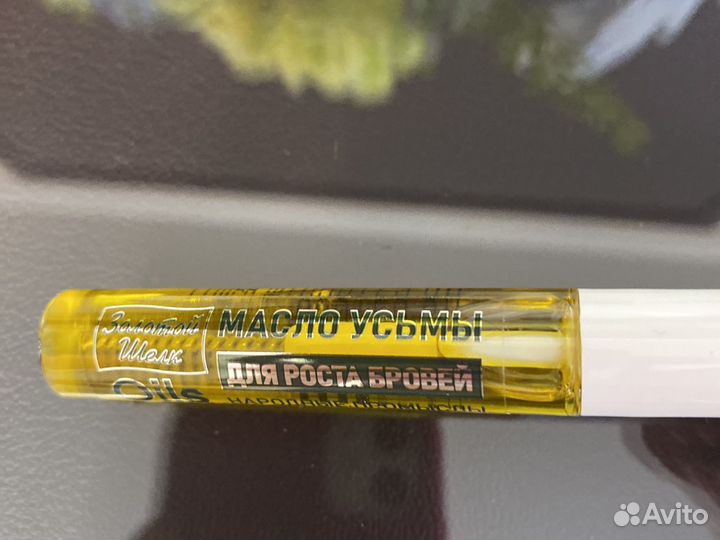 Золотой
Шелк
Oils
МАСЛО УСЬМЫ
ДЛЯ РОСТА БРОВЕЙ
НАРОДНЫЕ ПРОМЫСЛЫ
Avito